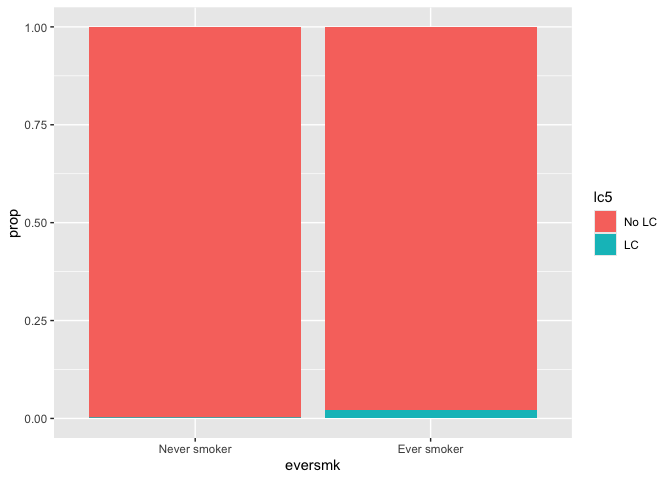 1.00
0.75
0.50
0.25
0.00
prop
Never smoker
Ever smoker
eversmk
lc5
No LC
LC